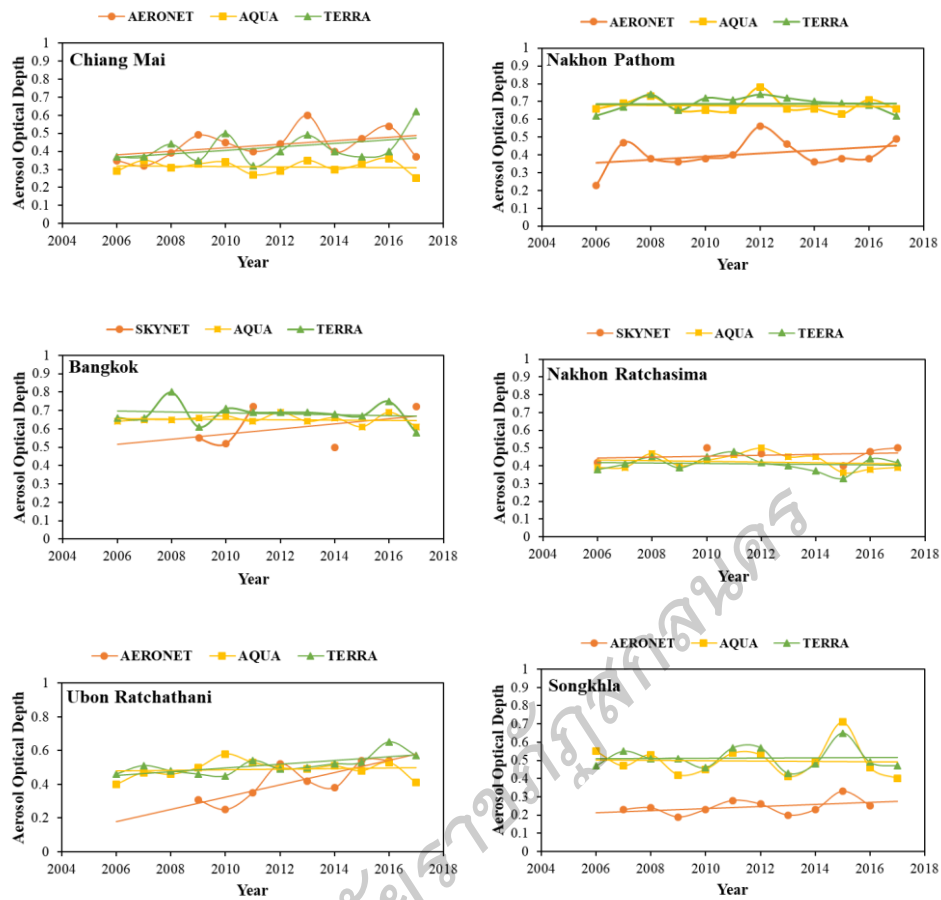 AERONET AQUA TERRA
Chiang Mai
Aerosol Optical Depth
1
0.9
0.8
0.7
0.6
0.5
0.4
0.3
0.2
0.1
0
2004 2006 2008 2010 2012 2014 2016 2018
Year
AERONET AQUA TERRA
Nakhon Pathom
Aerosol Optical Depth
1
0.9
0.8
0.7
0.6
0.5
0.4
0.3
0.2
0.1
0
2004 2006 2008 2010 2012 2014 2016 2018
Year
SKYNET AQUA TERRA
Bangkok
Aerosol Optical Depth
1
0.9
0.8
0.7
0.6
0.5
0.4
0.3
0.2
0.1
0
2004 2006 2008 2010 2012 2014 2016 2018
Year
SKYNET AQUA TEERA
Nakhon Ratchasima
Aerosol Optical Depth
1
0.9
0.8
0.7
0.6
0.5
0.4
0.3
0.2
0.1
0
2004 2006 2008 2010 2012 2014 2016 2018
Year
AERONET AQUA TERRA
Ubon Ratchathani
Aerosol Optical Depth
1
0.8
0.6
0.4
0.2
0
2004 2006 2008 2010 2012 2014 2016 2018
Year
AERONET AQUA TERRA
Songkhla
Aerosol Optical Depth
1
0.9
0.8
0.7
0.6
0.5
0.4
0.3
0.2
0.1
0
2004 2006 2008 2010 2012 2014 2016 2018
Year
ราชภัฏสกลนคร